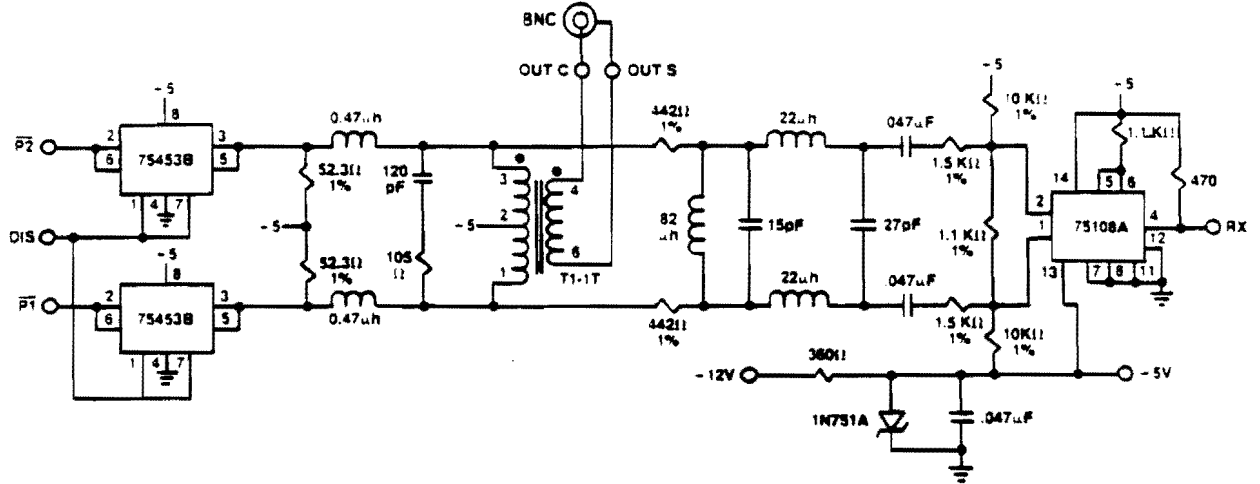 BNC
OUT C
OUT S
- 5
8
P2
2
6
75453B
3
5
1
4
7
DIS
0.47uh
52.3Ω
1%
- 5
52.3Ω
1%
0.47uh
120
pF
105
Ω
- 5
8
P1
2
6
75453B
3
5
1
4
7
3
2
1
- 5
4
6
T1-1T
442Ω
1%
442Ω
1%
82
uh
15pF
22uh
22uh
27pF
.047uF
.047uF
1.5 KΩ
1%
1.5 KΩ
1%
- 5
10 KΩ
1%
1.1 KΩ
1%
10KΩ
1%
- 5
1.1 KΩ
470
14
5
6
2
1
75108A
4
12
13
7
8
11
RX
- 12V
360Ω
1N751A
.047uF
- 5V